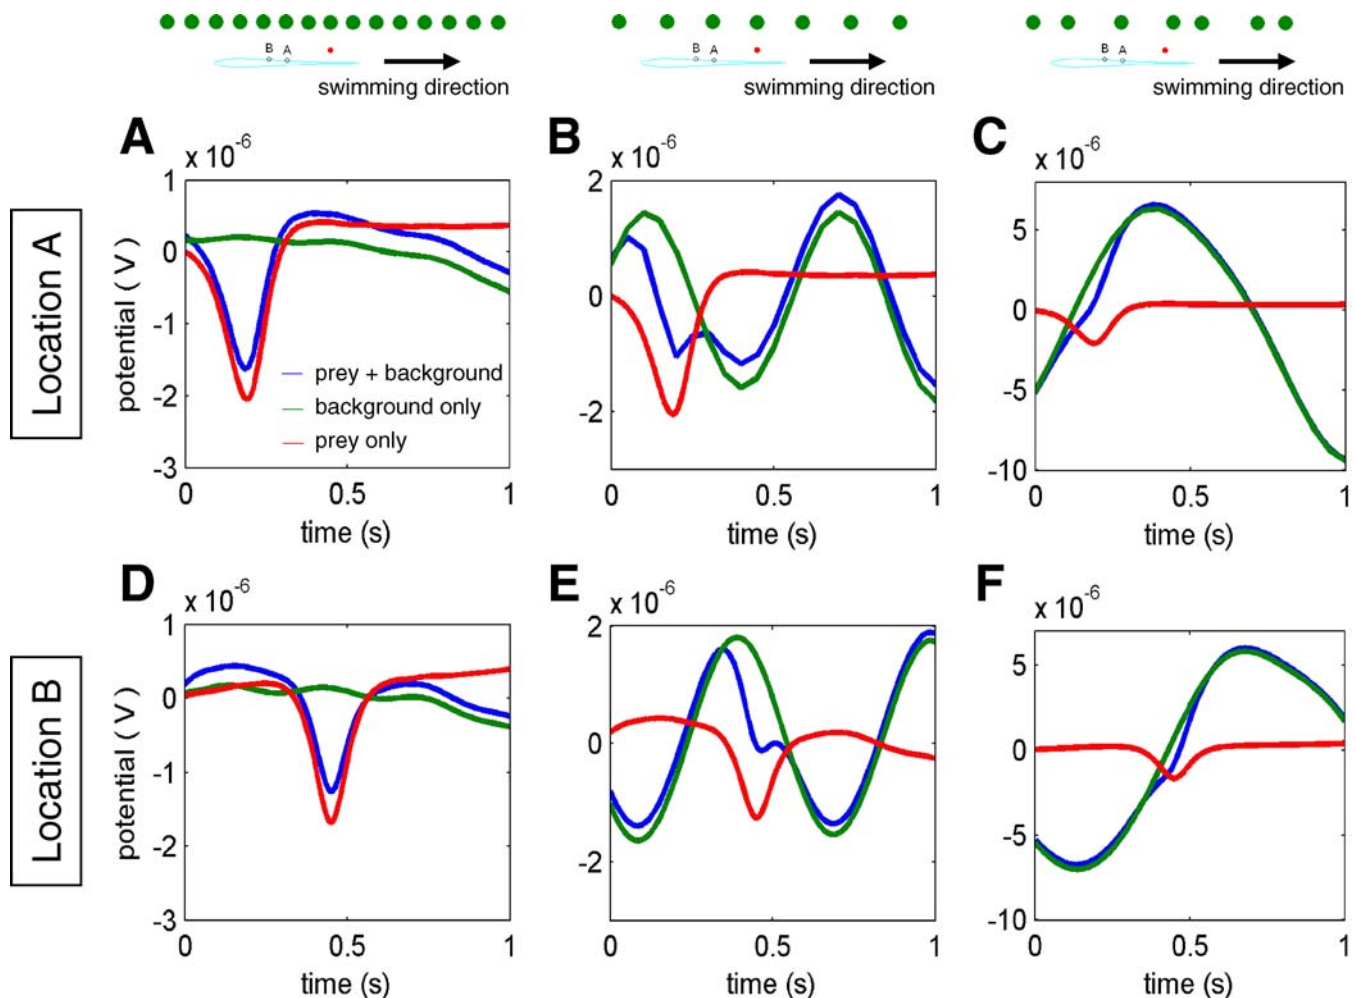 B A
swimming direction
B A
swimming direction
B A
swimming direction
A
B
C
x 10-6
x 10-6
x 10-6
Location A
potential ( V )
1
0
-1
-2
-3
prey + background
background only
prey only
0 0.5 1
time (s)
2
0
-2
0 0.5 1
time (s)
5
0
-5
-10
0 0.5 1
time (s)
D
E
F
x 10-6
x 10-6
x 10-6
Location B
potential ( V )
1
0
-1
-2
-3
0 0.5 1
time (s)
2
0
-2
0 0.5 1
time (s)
5
0
-5
-10
0 0.5 1
time (s)